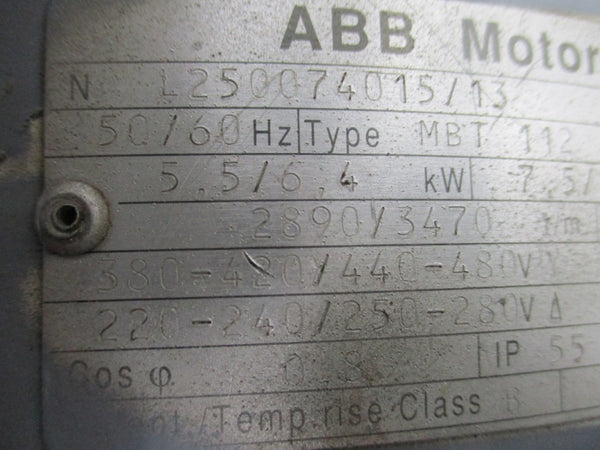 ABB Motor
N L250074015/13
50/60 Hz Type MBT 112
5.5/6,4 kW 7.5/
2890/3470 r/m
380-420/440-480V Y
220-240/250-280V Δ
Cos φ IP 55
/Temp.rise Class B